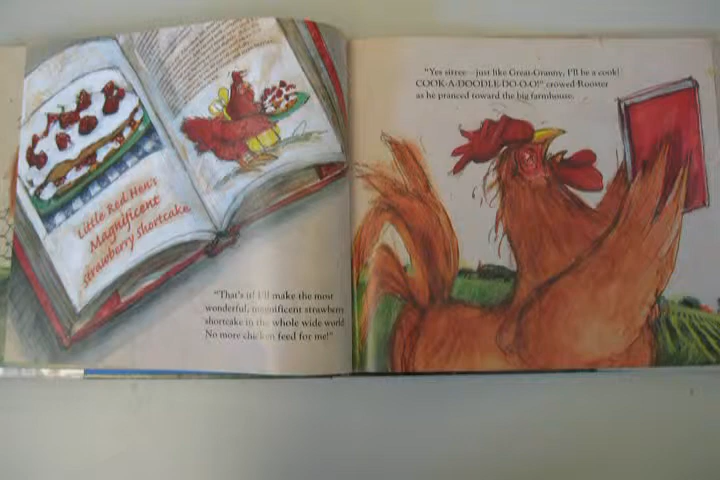 Little Red Hen's
Magnificent
Strawberry Shortcake
"That's it! I'll make the most
wonderful, magnificent strawberry
shortcake in the whole wide world
No more chicken feed for me!"
"Yes sirree—just like Great-Granny, I'll be a cook!
COOK-A-DOODLE-DO-O-O!" crowed Rooster
as he pranced toward the big farmhouse.